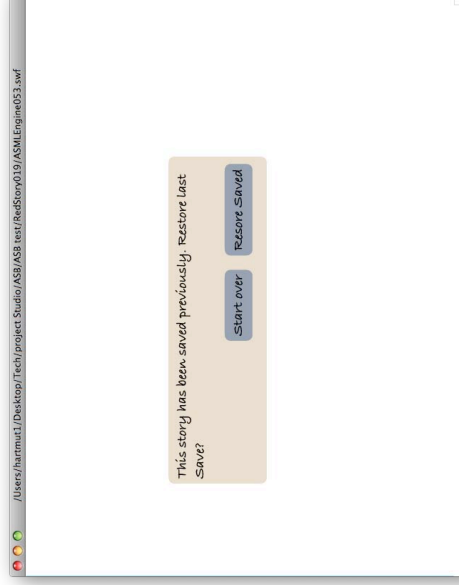 /Users/hartmut1/Desktop/Tech/project Studio/ASB/ASB test/RedStory019/ASMLEngine053.swf
This story has been saved previously. Restore last
Save?
Start over
Resore Saved